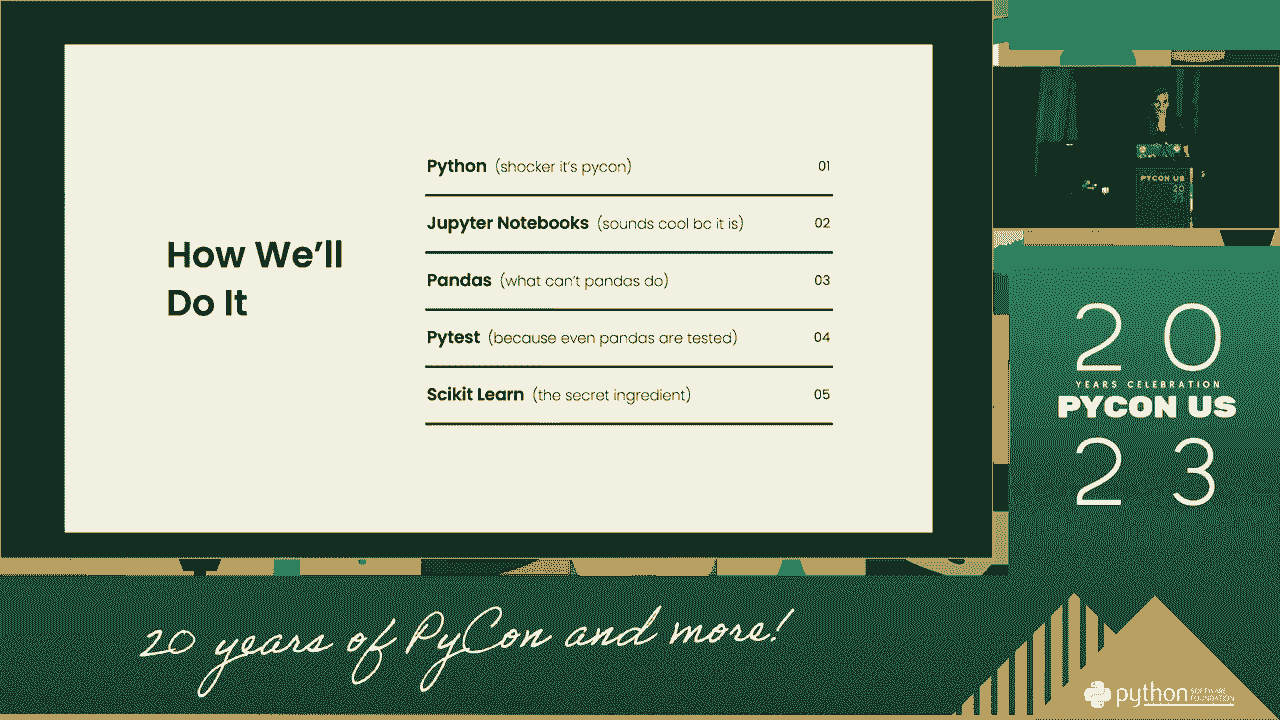 How We'll
Do It
Python (shocker it's pycon) 01
Jupyter Notebooks (sounds cool bc it is) 02
Pandas (what can't pandas do) 03
Pytest (because even pandas are tested) 04
Scikit Learn (the secret ingredient) 05
PYCON US
20
20
YEARS CELEBRATION
PYCON US
23
20 years of PyCon and more!
python SOFTWARE
FOUNDATION